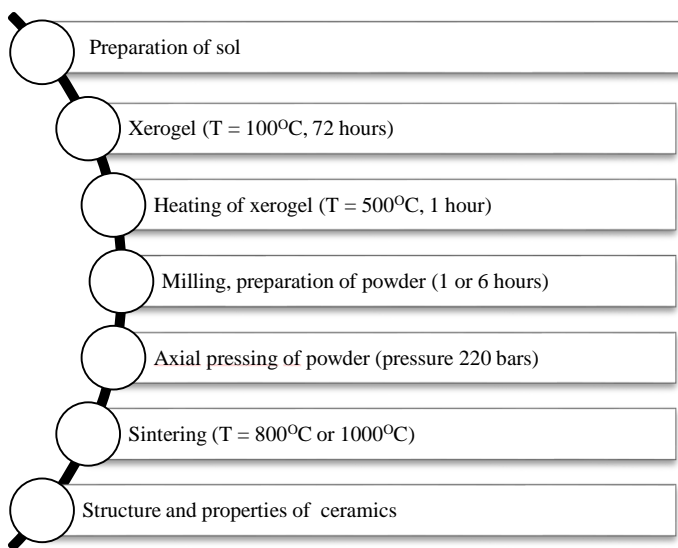 Preparation of sol
Xerogel (T = 100ᴼC, 72 hours)
Heating of xerogel (T = 500ᴼC, 1 hour)
Milling, preparation of powder (1 or 6 hours)
Axial pressing of powder (pressure 220 bars)
Sintering (T = 800ᴼC or 1000ᴼC)
Structure and properties of ceramics